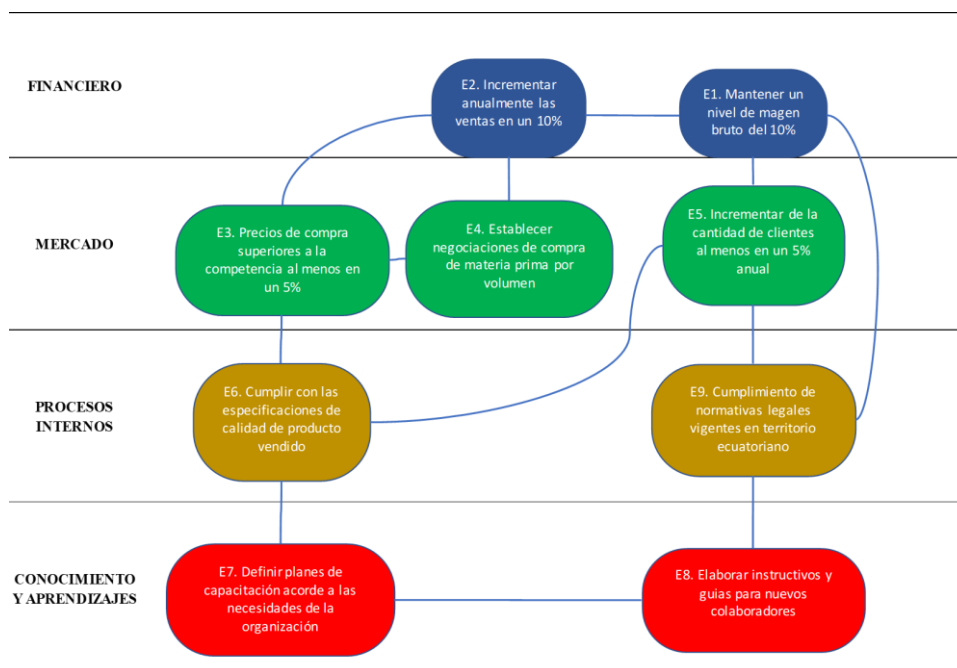 FINANCIERO
E2. Incrementar
anualmente las
ventas en un 10%
E1. Mantener un
nivel de magen
bruto del 10%
MERCADO
E3. Precios de compra
superiores a la
competencia al menos en
un 5%
E4. Establecer
negociaciones de compra
de materia prima por
volumen
E5. Incrementar de la
cantidad de clientes
al menos en un 5%
anual
PROCESOS
INTERNOS
E6. Cumplir con las
especificaciones de
calidad de producto
vendido
E9. Cumplimiento de
normativas legales
vigentes en territorio
ecuatoriano
CONOCIMIENTO
Y APRENDIZAJES
E7. Definir planes de
capacitación acorde a las
necesidades de la
organización
E8. Elaborar instructivos y
guias para nuevos
colaboradores